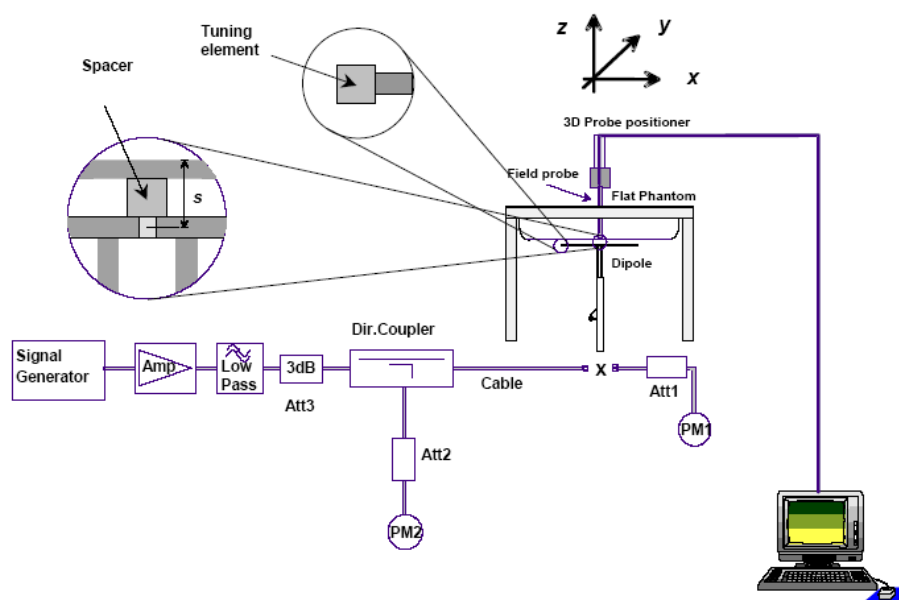 Tuning
element
Spacer
z
y
x
3D Probe positioner
Field probe
Flat Phantom
s
Dipole
Dir.Coupler
Signal
Generator
Amp
Low
Pass
3dB
Att3
Cable
x
Att1
PM1
Att2
PM2